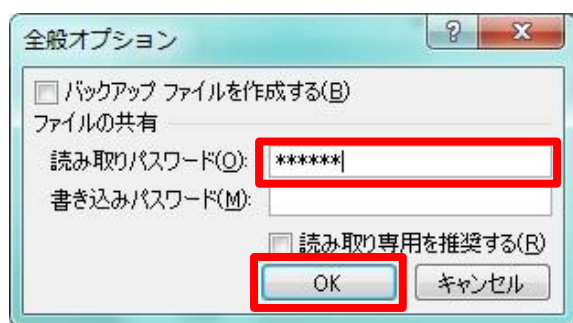 全般オプション
バックアップ ファイルを作成する(B)
ファイルの共有
読み取りパスワード(O): ******
書き込みパスワード(M):
読み取り専用を推奨する(R)
OK キャンセル